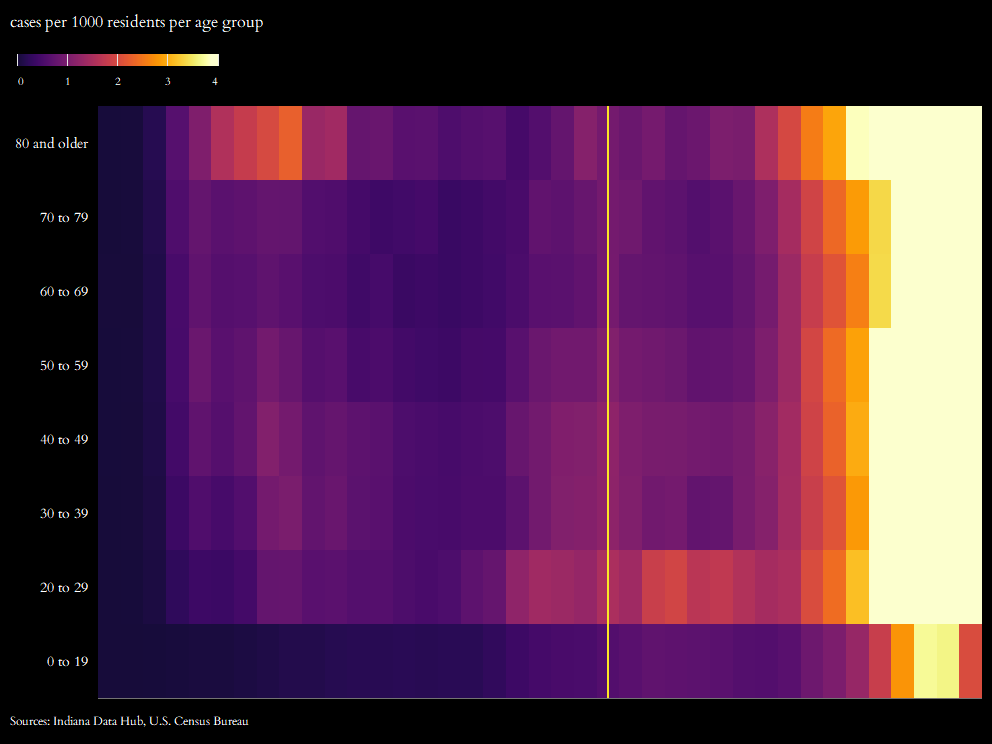 cases per 1000 residents per age group
0 1 2 3 4
80 and older
70 to 79
60 to 69
50 to 59
40 to 49
30 to 39
20 to 29
0 to 19
Sources: Indiana Data Hub, U.S. Census Bureau